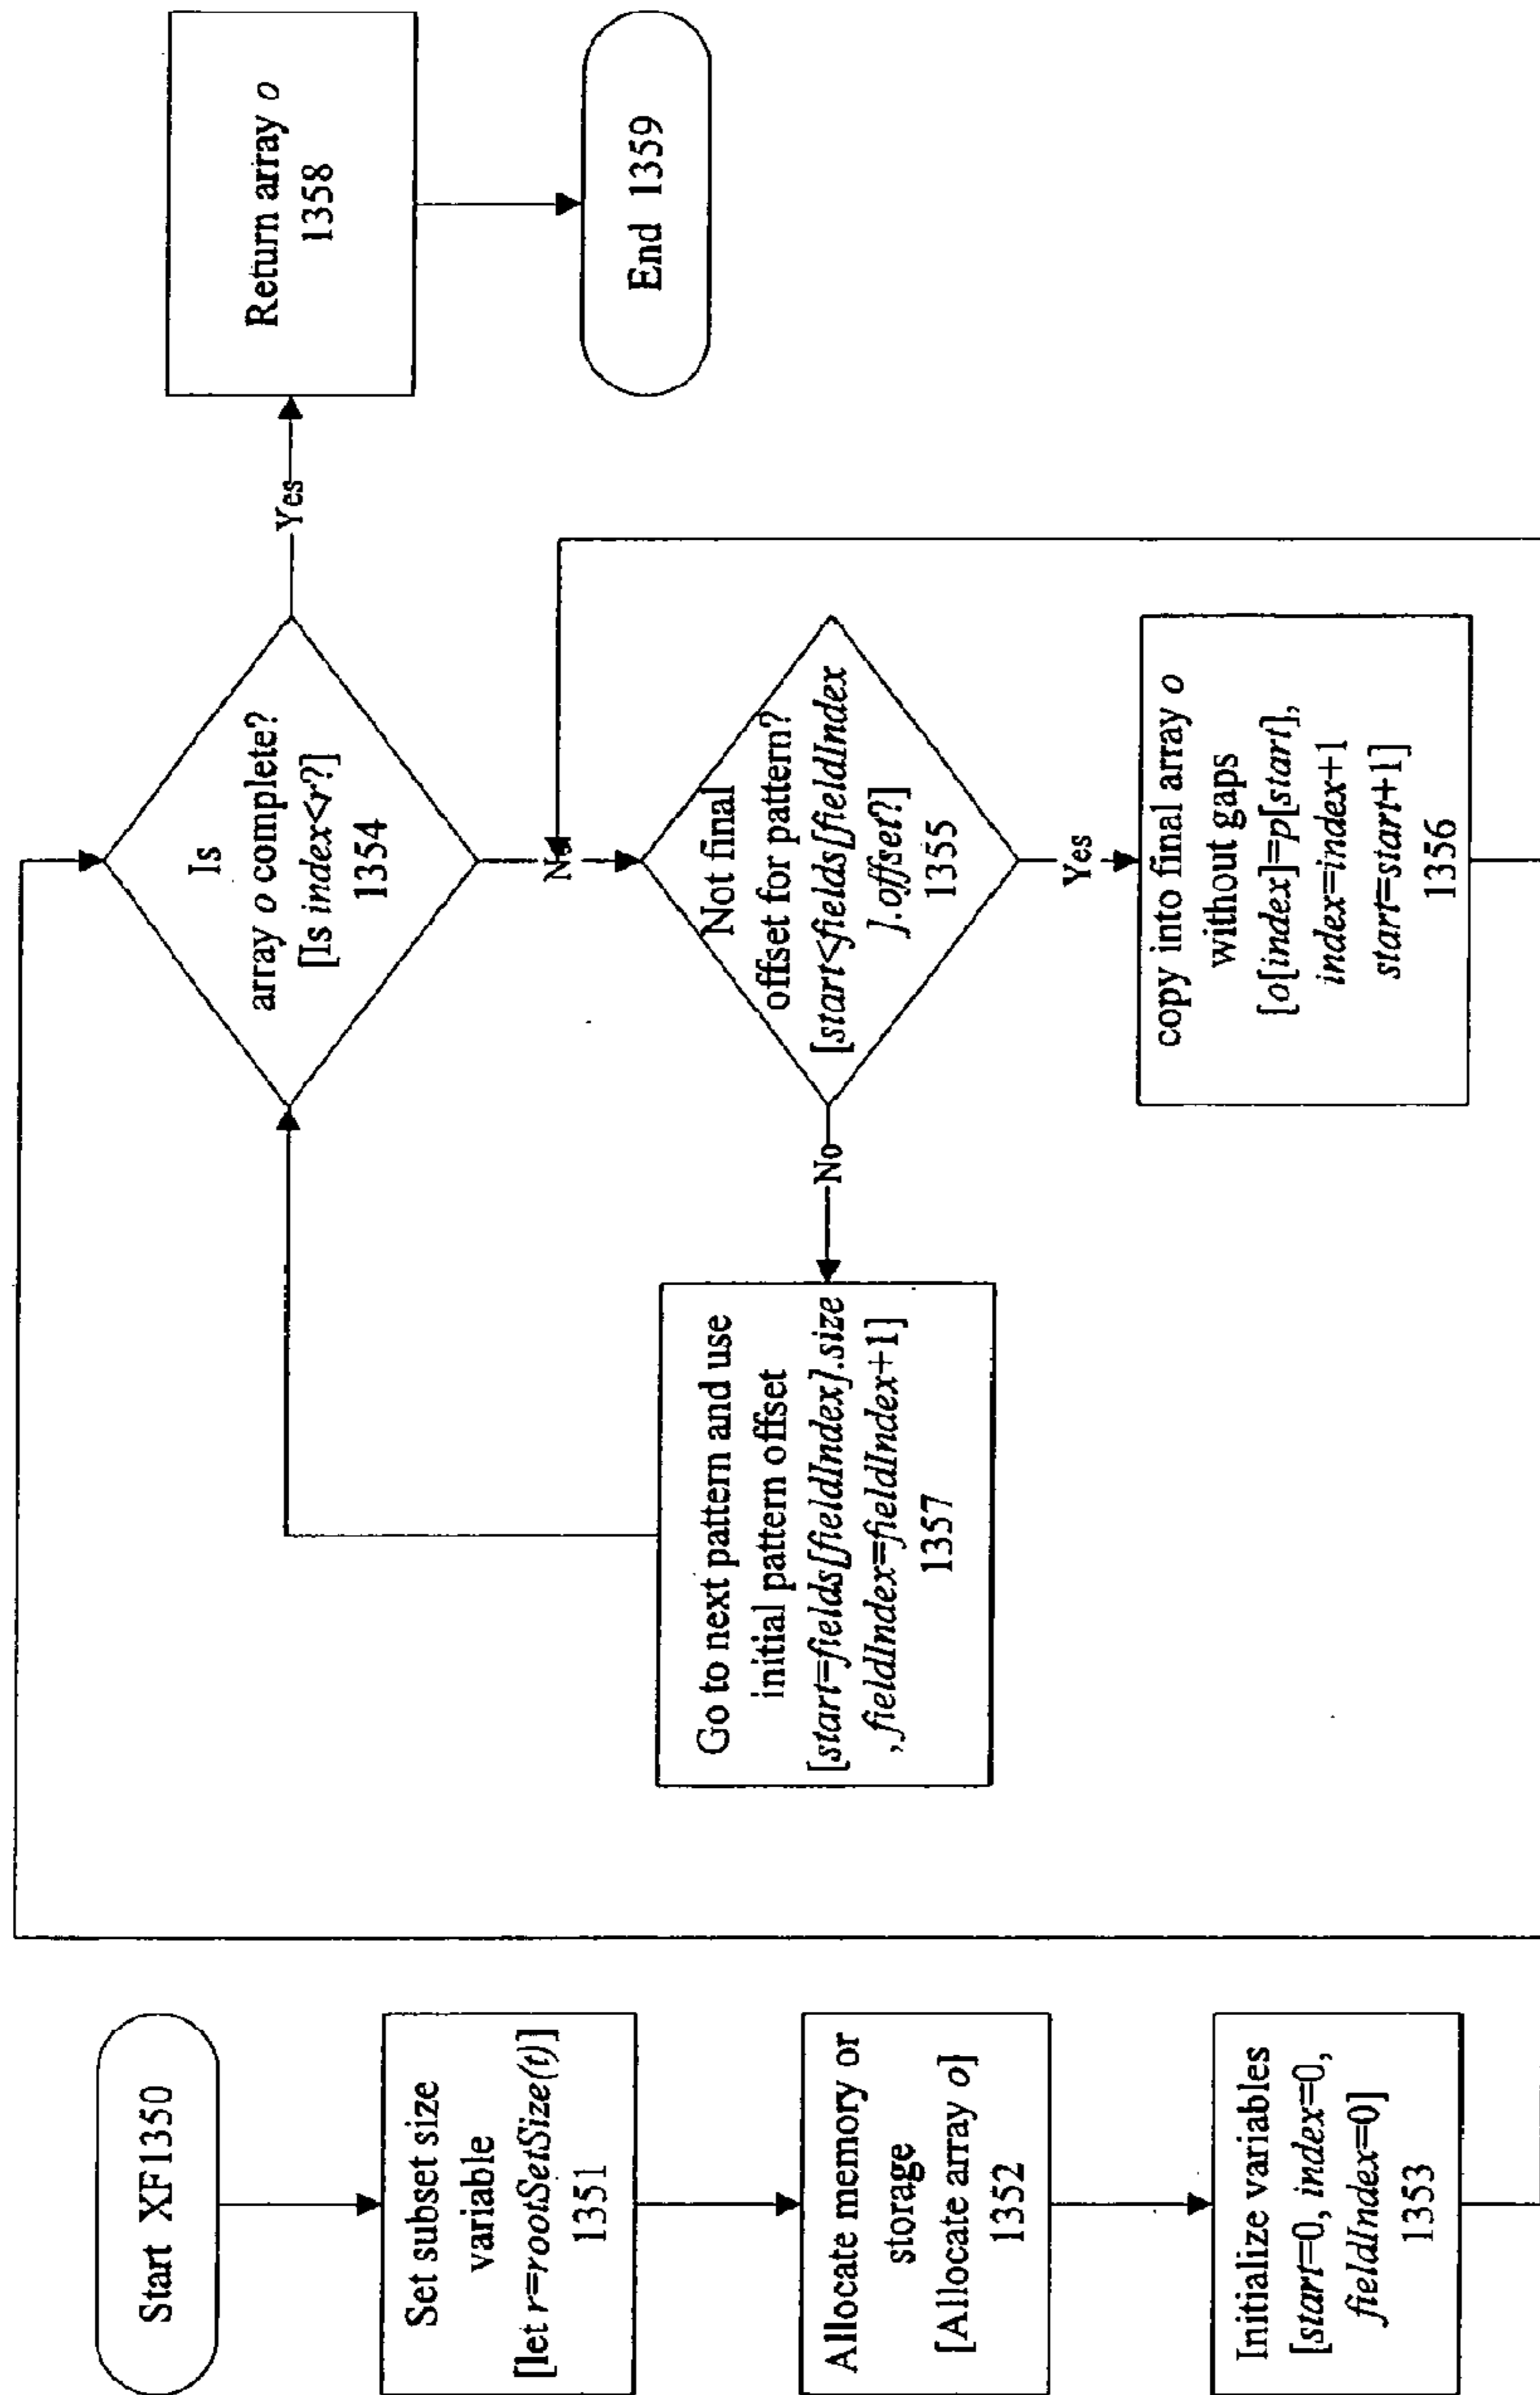 Start XF1350
Set subset size
variable
[let r=rootSetSize(t)]
1351
Allocate memory or
storage
[Allocate array o]
1352
Initialize variables
[start=0, index=0,
fieldIndex=0]
1353
Is
array o complete?
[Is index<r?]
1354
Yes
No
Return array o
1358
End 1359
Not final
offset for pattern?
[start<fields[fieldIndex
].offset?]
1355
No
Yes
Go to next pattern and use
initial pattern offset
[start=fields[fieldIndex].size
,fieldIndex=fieldIndex+1]
1357
copy into final array o
without gaps
[o[index]=p[start],
index=index+1
start=start+1]
1356